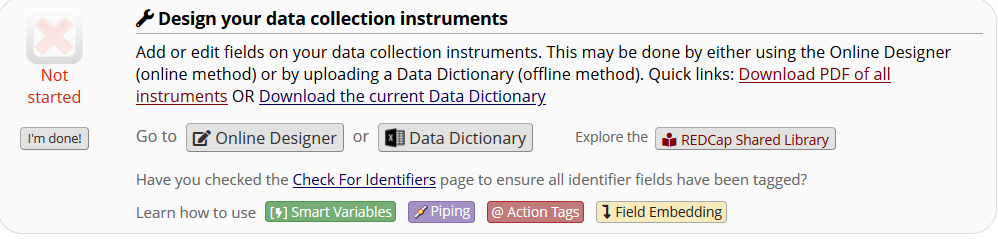 Design your data collection instruments
Add or edit fields on your data collection instruments. This may be done by either using the Online Designer
(online method) or by uploading a Data Dictionary (offline method). Quick links: Download PDF of all
instruments OR Download the current Data Dictionary
Not
started
I'm done!
Go to Online Designer or Data Dictionary Explore the REDCap Shared Library
Have you checked the Check For Identifiers page to ensure all identifier fields have been tagged?
Learn how to use [⚡] Smart Variables Piping @ Action Tags Field Embedding